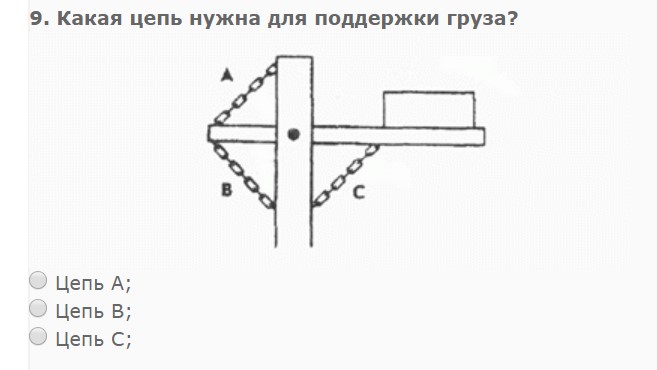 9. Какая цепь нужна для поддержки груза?
A
B
C
Цепь А;
Цепь В;
Цепь С;